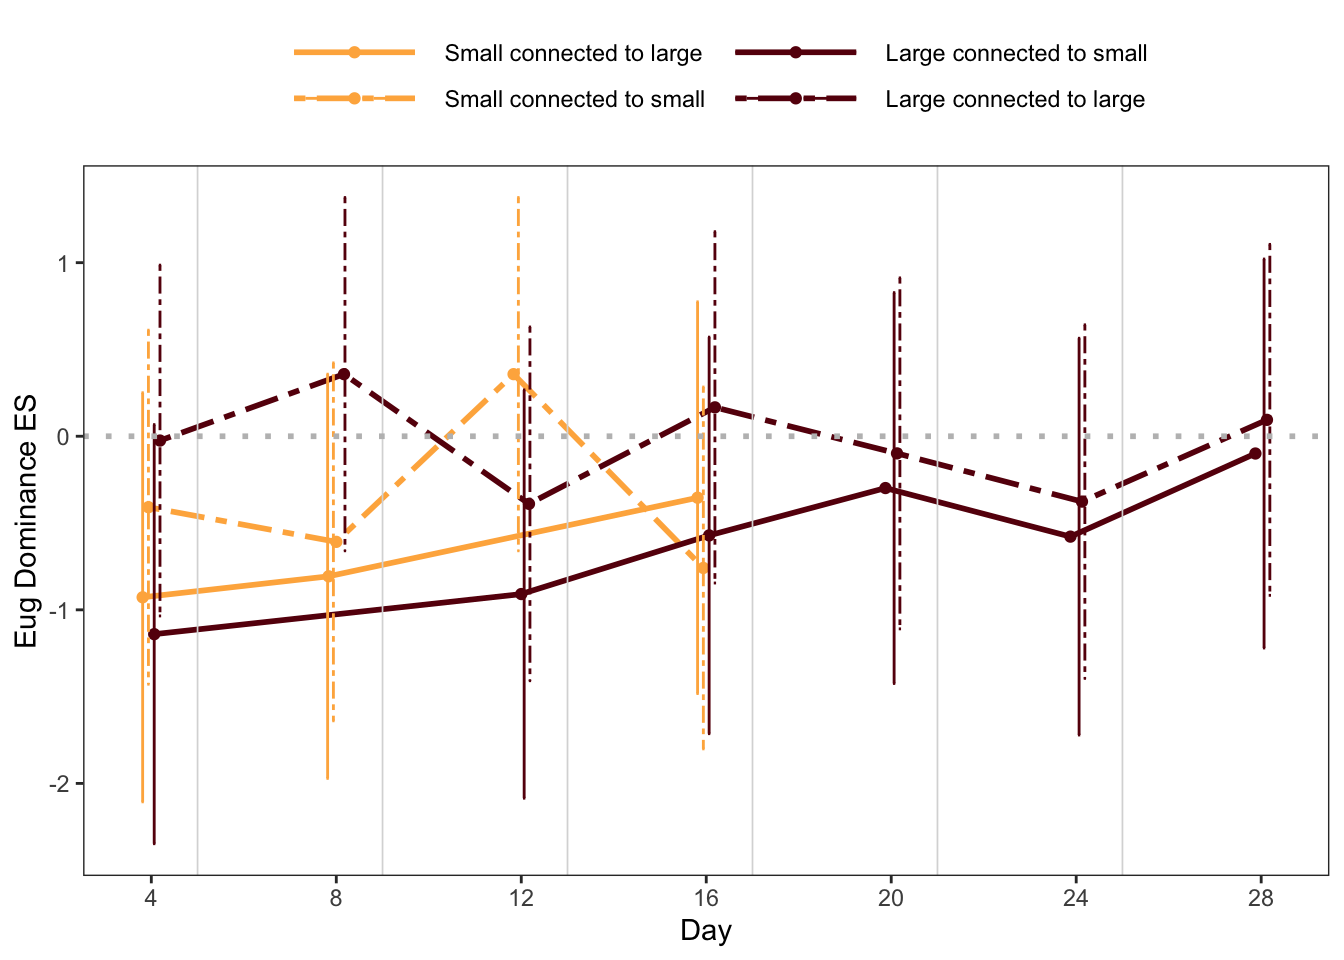 Small connected to large
Large connected to small
Small connected to small
Large connected to large
Eug Dominance ES
1
0
-1
-2
4 8 12 16 20 24 28
Day